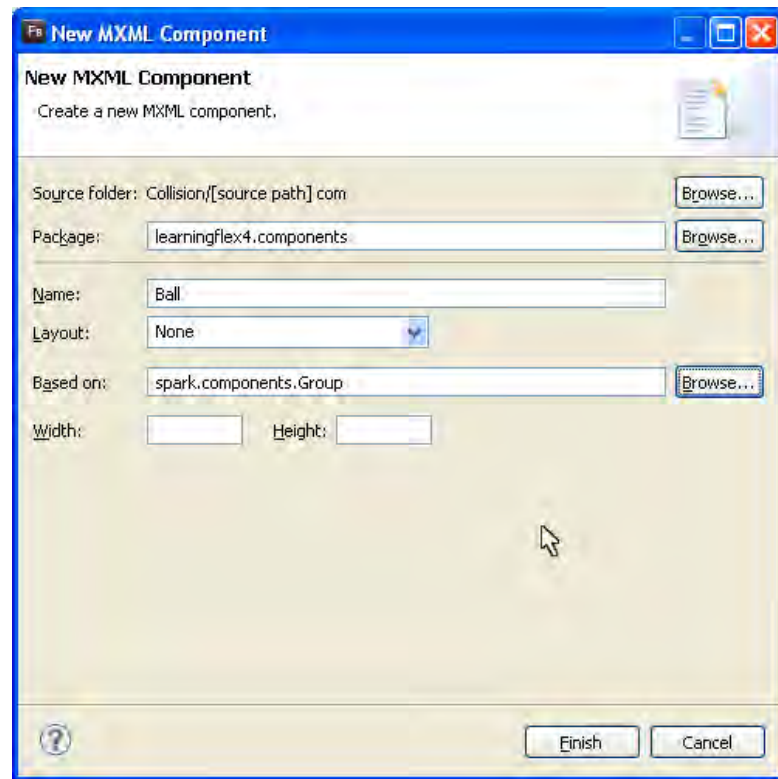 FB New MXML Component
New MXML Component
Create a new MXML component.
Source folder: Collision/[source path] com Browse...
Package: learningflex4.components Browse...
Name: Ball
Layout: None
Based on: spark.components.Group Browse...
Width: Height:
? Finish Cancel